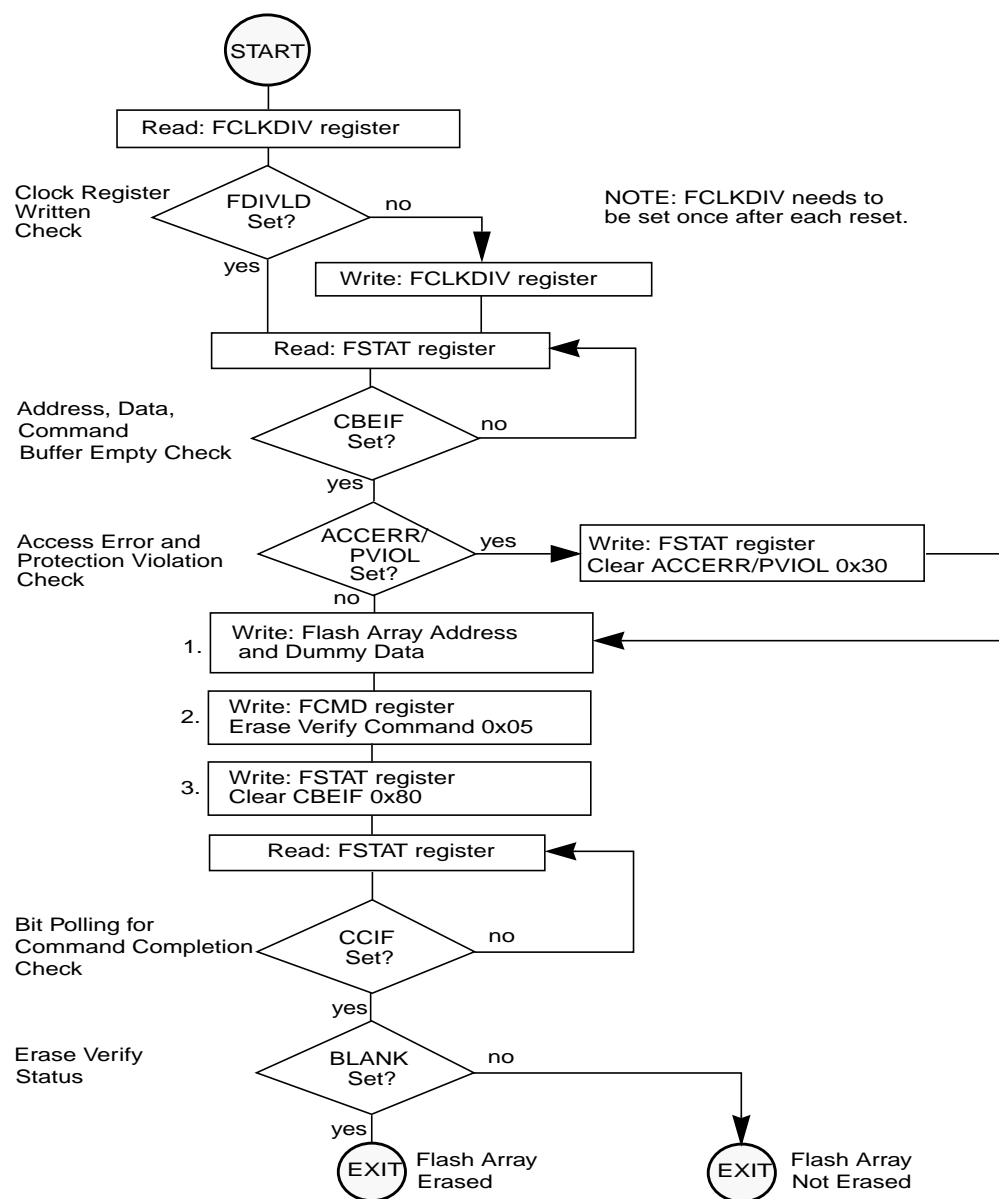 START
Read: FCLKDIV register
Clock Register
Written
Check
FDIVLD
Set?
no
yes
NOTE: FCLKDIV needs to
be set once after each reset.
Write: FCLKDIV register
Read: FSTAT register
Address, Data,
Command
Buffer Empty Check
CBEIF
Set?
no
yes
Access Error and
Protection Violation
Check
ACCERR/
PVIOL
Set?
yes
no
Write: FSTAT register
Clear ACCERR/PVIOL 0x30
1.
Write: Flash Array Address
and Dummy Data
2.
Write: FCMD register
Erase Verify Command 0x05
3.
Write: FSTAT register
Clear CBEIF 0x80
Read: FSTAT register
Bit Polling for
Command Completion
Check
CCIF
Set?
no
yes
Erase Verify
Status
BLANK
Set?
no
yes
EXIT
Flash Array
Erased
EXIT
Flash Array
Not Erased